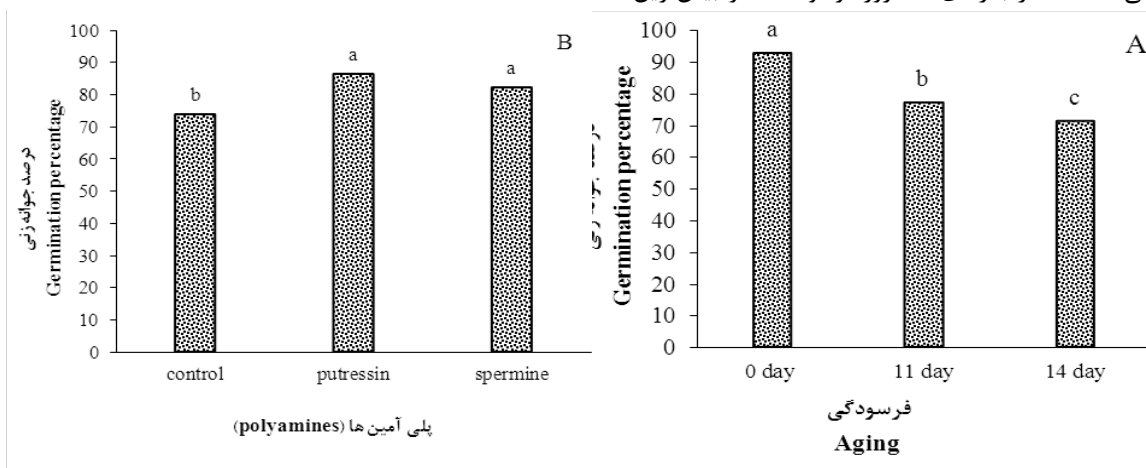 B
100
90
80
70
60
50
40
30
20
10
0
b
a
a
control
putressin
spermine
درصد جوانه زنی
Germination percentage
پلی آمین ها (polyamines)
A
100
90
80
70
60
50
40
30
20
10
0
a
b
c
0 day
11 day
14 day
Germination percentage
فرسودگی
Aging